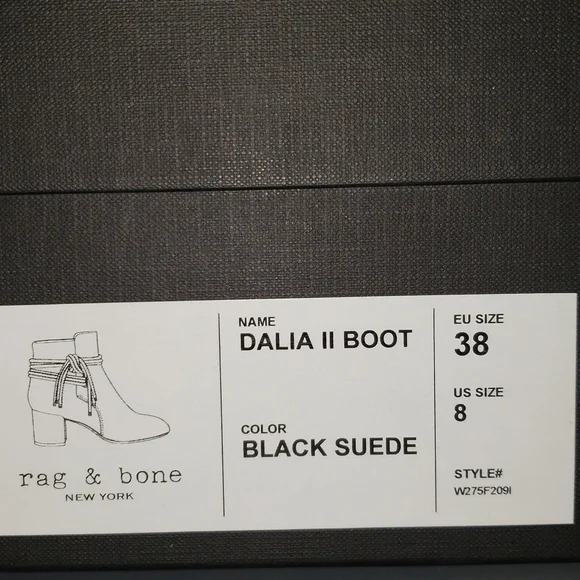 rag & bone
NEW YORK
NAME
DALIA II BOOT
COLOR
BLACK SUEDE
EU SIZE
38
US SIZE
8
STYLE#
W275F209I